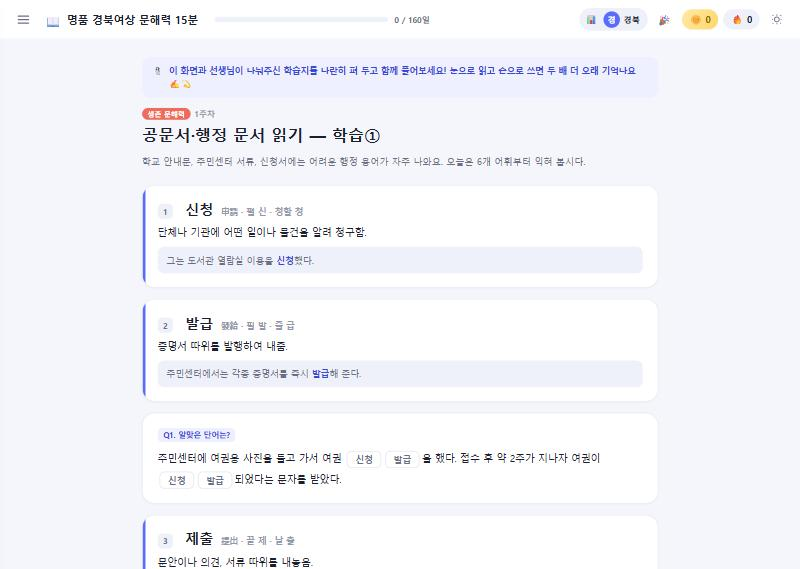 명품 경북여상 문해력 15분
0 / 160일
경 경북
0
0
이 화면과 선생님이 나눠주신 학습지를 나란히 펴 두고 함께 풀어보세요! 눈으로 읽고 손으로 쓰면 두 배 더 오래 기억나요
생존 문해력 1주차
공문서·행정 문서 읽기 — 학습①
학교 안내문, 주민센터 서류, 신청서에는 어려운 행정 용어가 자주 나와요. 오늘은 6개 어휘부터 익혀 봅시다.
1 신청 申請 · 펼 신 · 청할 청
단체나 기관에 어떤 일이나 물건을 알려 청구함.
그는 도서관 열람실 이용을 신청했다.
2 발급 發給 · 필 발 · 줄 급
증명서 따위를 발행하여 내줌.
주민센터에서는 각종 증명서를 즉시 발급해 준다.
Q1. 알맞은 단어는?
주민센터에 여권용 사진을 들고 가서 여권 신청 발급 을 했다. 접수 후 약 2주가 지나자 여권이
신청 발급 되었다는 문자를 받았다.
3 제출 提出 · 끌 제 · 날 출
문안이나 의견, 서류 따위를 내놓음.